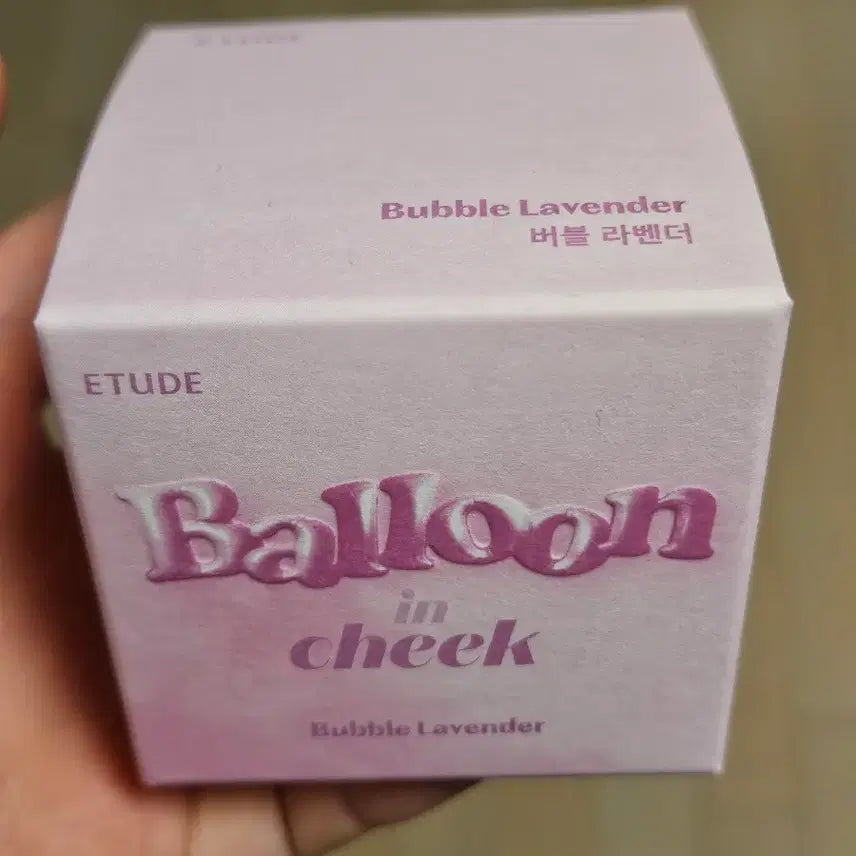 Bubble Lavender
버블 라벤더
ETUDE
Balloon
in
cheek
Bubble Lavender